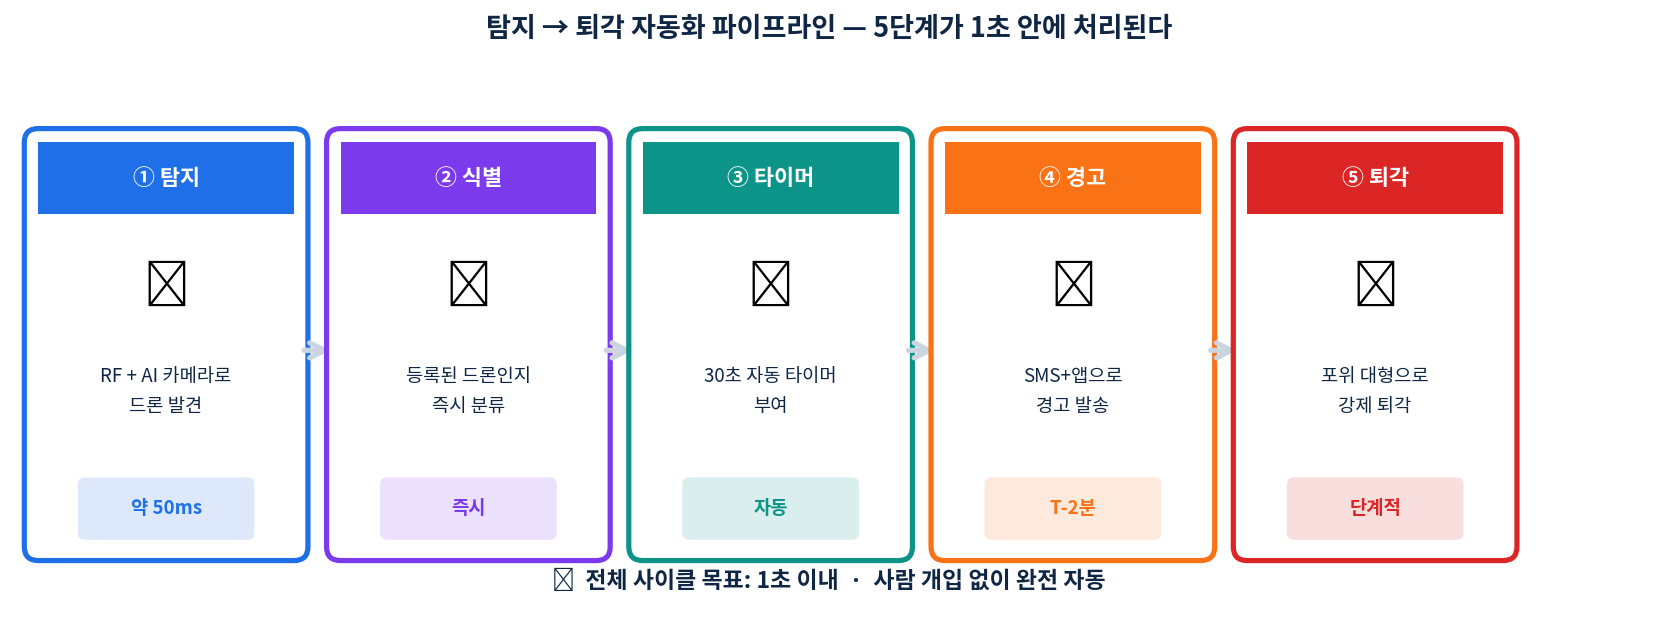 탐지 → 퇴각 자동화 파이프라인 — 5단계가 1초 안에 처리된다
① 탐지
RF + AI 카메라로
드론 발견
약 50ms
② 식별
등록된 드론인지
즉시 분류
즉시
③ 타이머
30초 자동 타이머
부여
자동
④ 경고
SMS+앱으로
경고 발송
T-2분
⑤ 퇴각
포위 대형으로
강제 퇴각
단계적
전체 사이클 목표: 1초 이내 · 사람 개입 없이 완전 자동